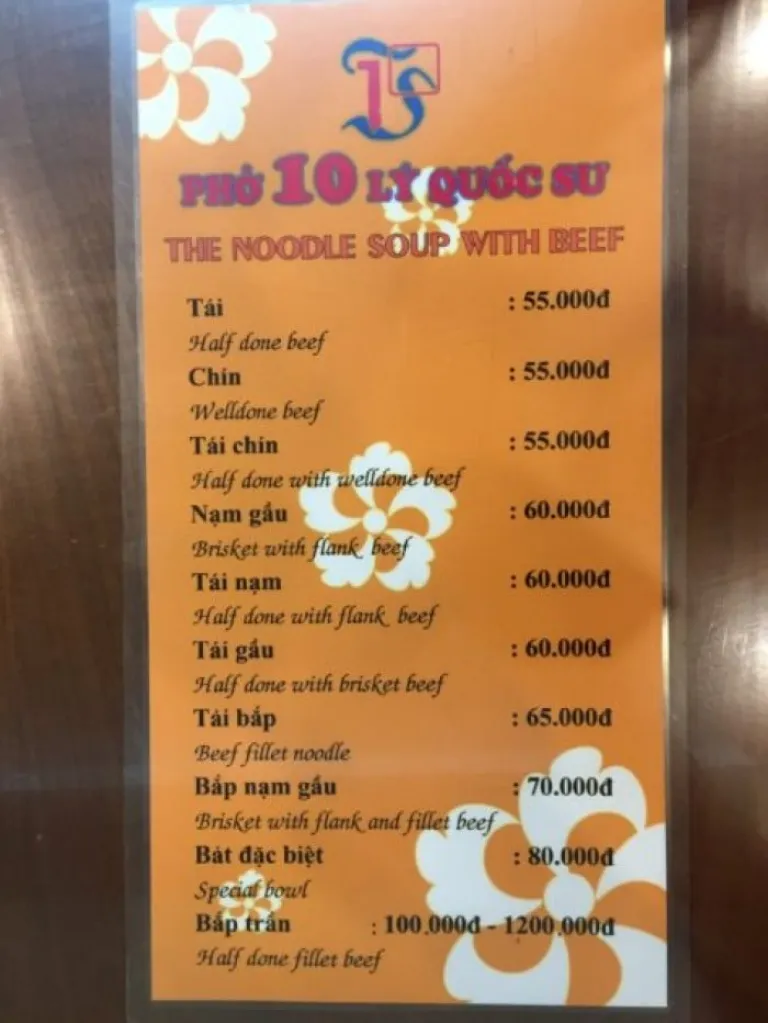 PHỞ 10 LÝ QUỐC SƯ
THE NOODLE SOUP WITH BEEF
Tái : 55.000đ
Half done beef
Chín : 55.000đ
Welldone beef
Tái chín : 55.000đ
Half done with welldone beef
Nạm gầu : 60.000đ
Brisket with flank beef
Tái nạm : 60.000đ
Half done with flank beef
Tái gầu : 60.000đ
Half done with brisket beef
Tái bắp : 65.000đ
Beef fillet noodle
Bắp nạm gầu : 70.000đ
Brisket with flank and fillet beef
Bát đặc biệt : 80.000đ
Special bowl
Bắp trần : 100.000đ - 1200.000đ
Half done fillet beef